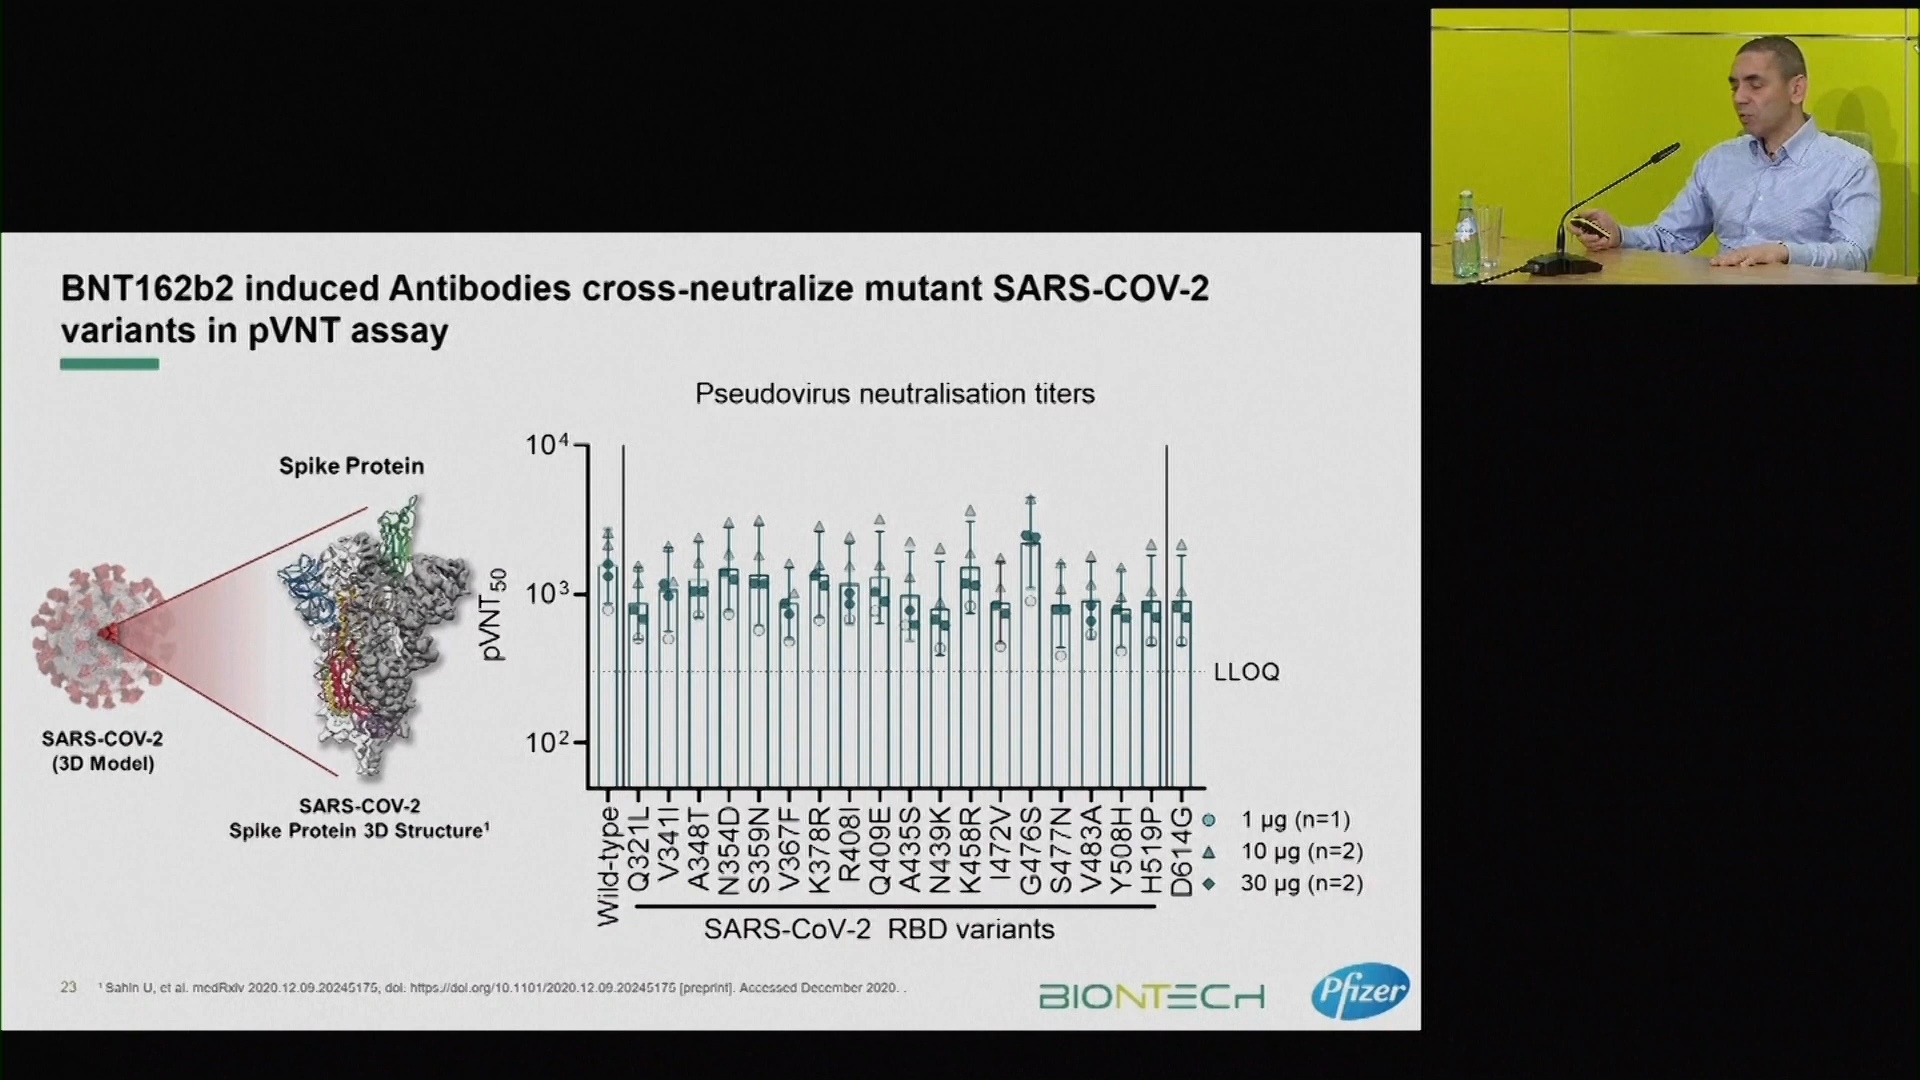 BNT162b2 induced Antibodies cross-neutralize mutant SARS-COV-2
variants in pVNT assay
Pseudovirus neutralisation titers
Spike Protein
SARS-COV-2
(3D Model)
SARS-COV-2
Spike Protein 3D Structure¹
pVNT₅₀
10⁴
10³
10²
LLOQ
Wild-type
Q321L
V341I
A348T
N354D
S359N
V367F
K378R
R408I
Q409E
A435S
N439K
K458R
I472V
G476S
S477N
V483A
Y508H
H519P
D614G
SARS-CoV-2 RBD variants
1 µg (n=1)
10 µg (n=2)
30 µg (n=2)
23
¹ Sahin U, et al. medRxiv 2020.12.09.20245175; doi: https://doi.org/10.1101/2020.12.09.20245175 [preprint]. Accessed December 2020. .
BIONTECH
Pfizer